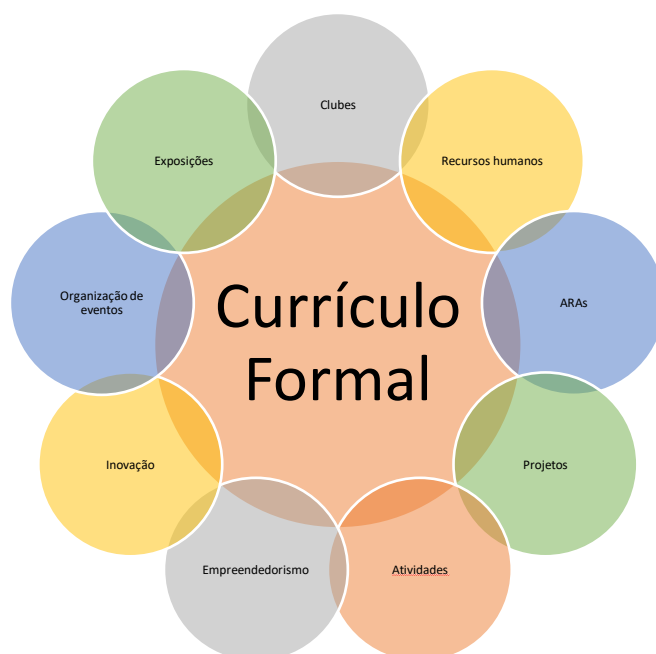 Clubes
Exposições
Recursos humanos
Organização de
eventos
ARAs
Currículo
Formal
Inovação
Projetos
Empreendedorismo
Atividades